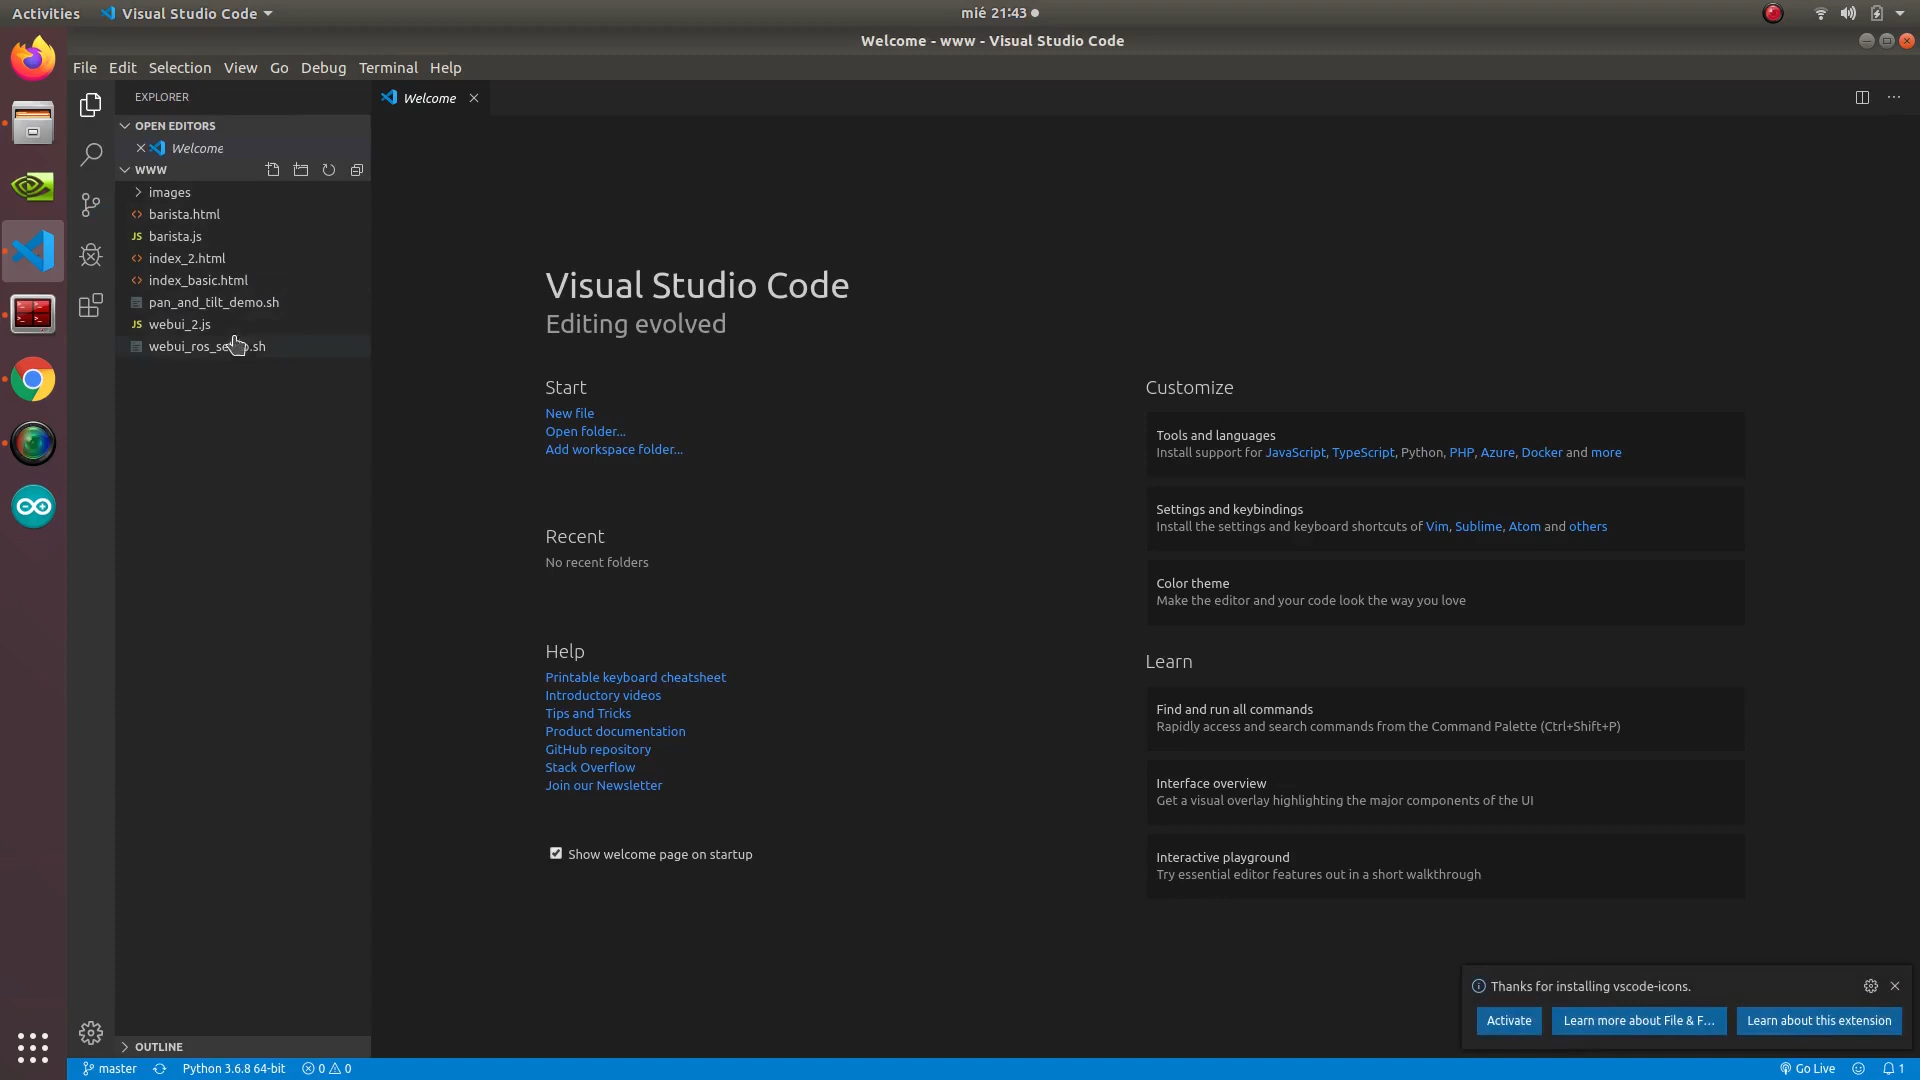 Activities
Visual Studio Code
mié 21:43
Welcome - www - Visual Studio Code
File Edit Selection View Go Debug Terminal Help
EXPLORER
OPEN EDITORS
Welcome
WWW
images
barista.html
JS barista.js
index_2.html
index_basic.html
pan_and_tilt_demo.sh
JS webui_2.js
Welcome
Visual Studio Code
Editing evolved
Start
New file
Open folder...
Add workspace folder...
Recent
No recent folders
Help
Printable keyboard cheatsheet
Introductory videos
Tips and Tricks
Product documentation
GitHub repository
Stack Overflow
Join our Newsletter
Show welcome page on startup
Customize
Tools and languages
Install support for JavaScript, TypeScript, Python, PHP, Azure, Docker and more
Settings and keybindings
Install the settings and keyboard shortcuts of Vim, Sublime, Atom and others
Color theme
Make the editor and your code look the way you love
Learn
Find and run all commands
Rapidly access and search commands from the Command Palette (Ctrl+Shift+P)
Interface overview
Get a visual overlay highlighting the major components of the UI
Interactive playground
Try essential editor features out in a short walkthrough
Thanks for installing vscode-icons.
Activate
Learn more about File & F...
Learn about this extension
OUTLINE
master
Python 3.6.8 64-bit
0
0
Go Live
1